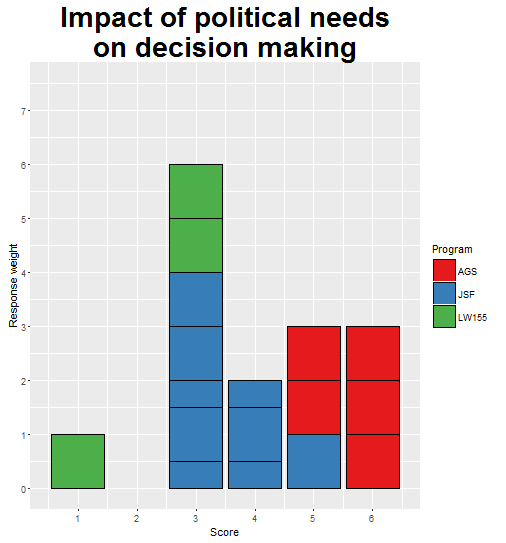 Impact of political needs
on decision making
Response weight
7
6
5
4
3
2
1
0
1 2 3 4 5 6
Score
Program
AGS
JSF
LW155